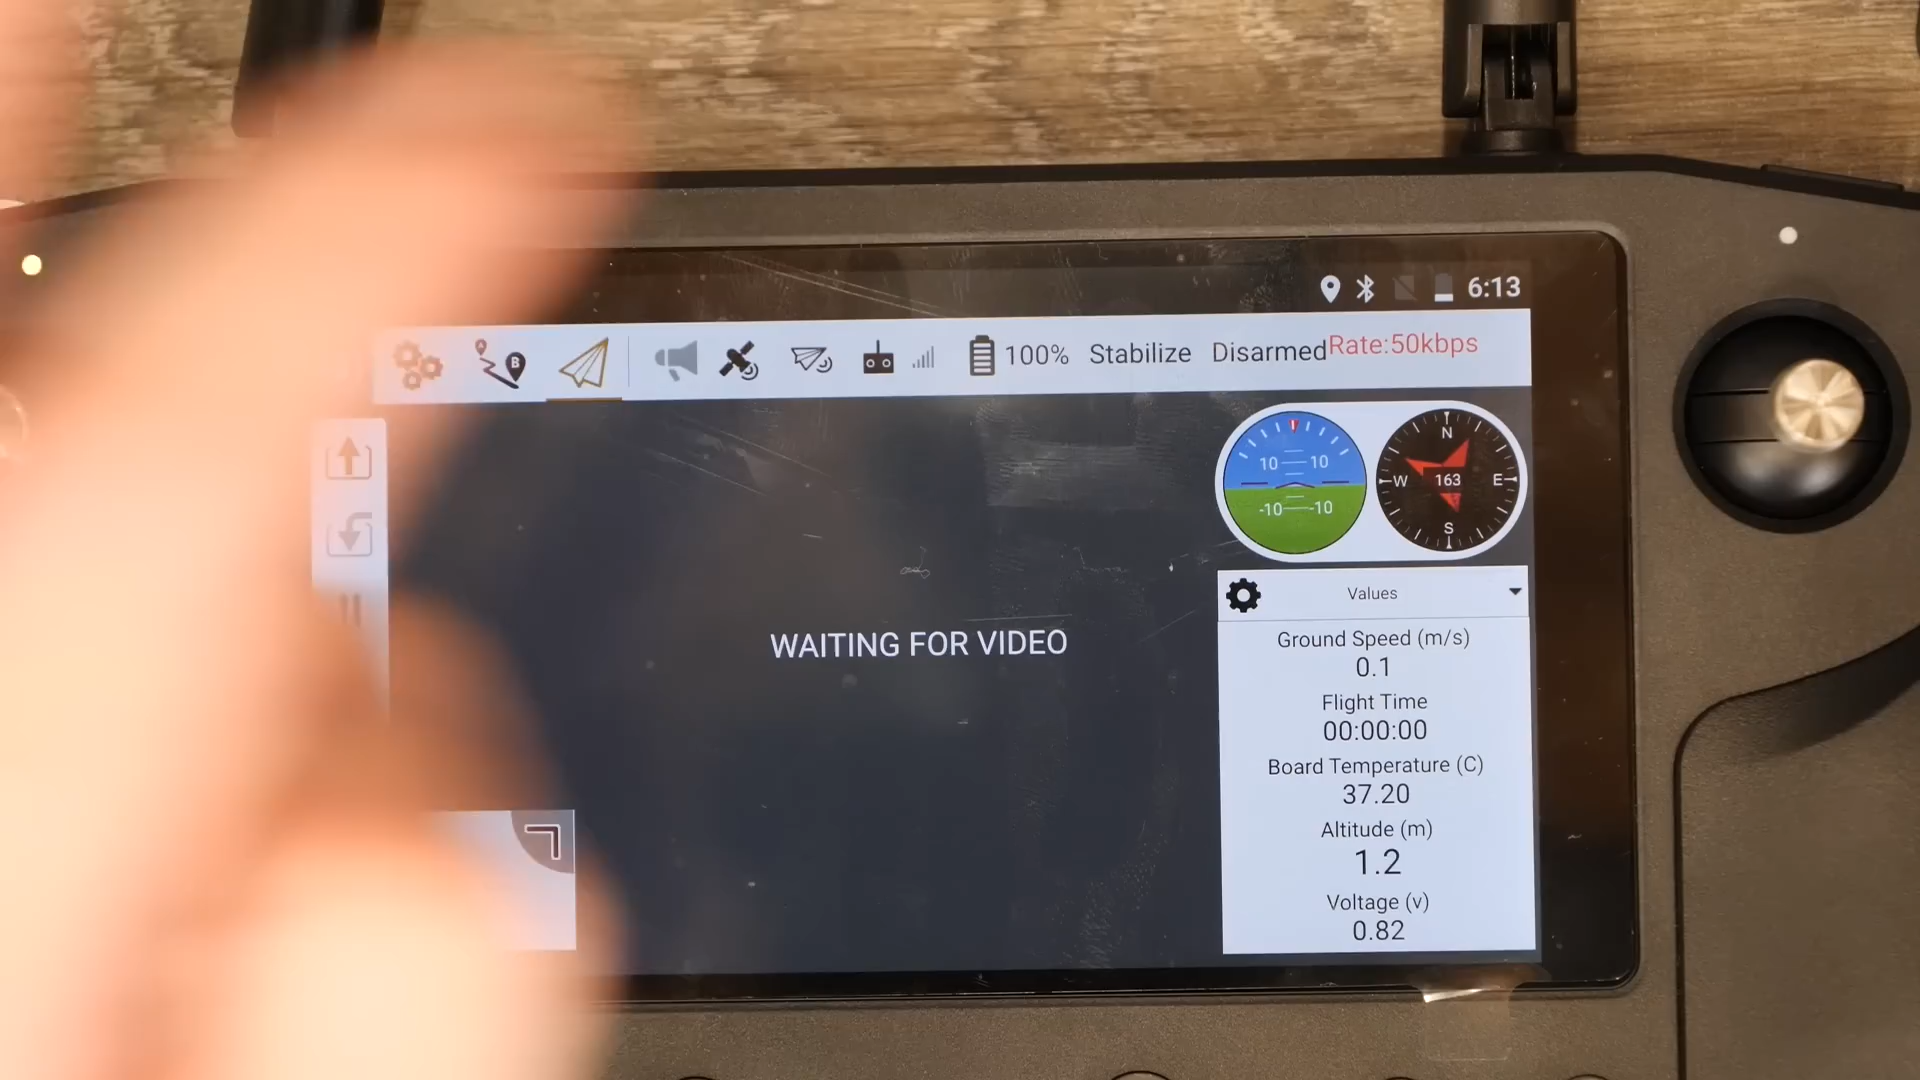 6:13
B
100% Stabilize Disarmed Rate:50kbps
10 10
-10 -10
N
W 163 E
S
Values
WAITING FOR VIDEO
Ground Speed (m/s)
0.1
Flight Time
00:00:00
Board Temperature (C)
37.20
Altitude (m)
1.2
Voltage (v)
0.82